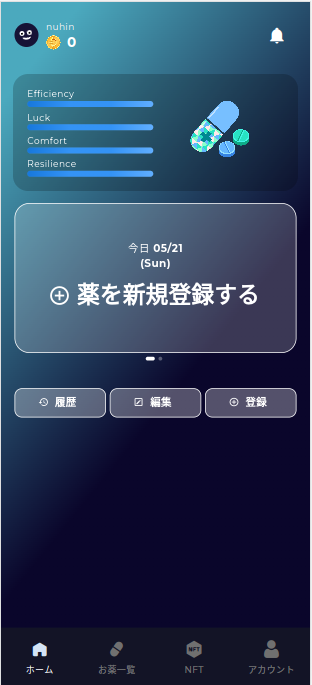 nuhin
0
Efficiency
Luck
Comfort
Resilience
今日 05/21
(Sun)
薬を新規登録する
履歴 編集 登録
NFT
ホーム お薬一覧 NFT アカウント